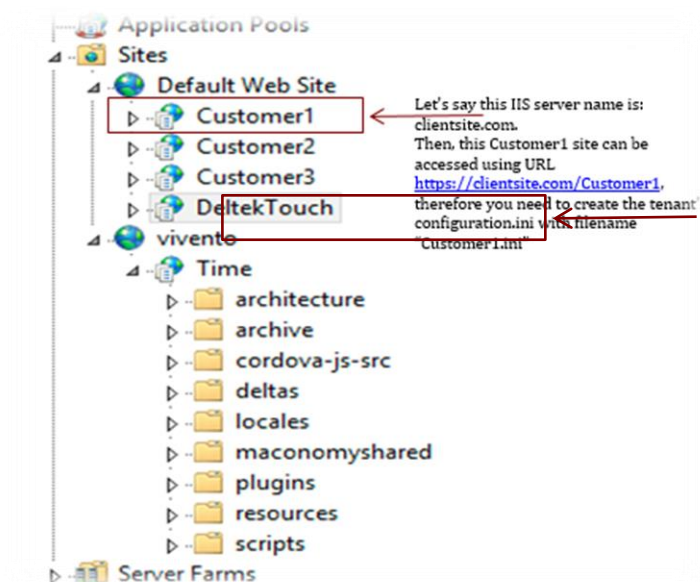 Application Pools
Sites
Default Web Site
Customer1
Customer2
Customer3
DeltekTouch
vivento
Time
architecture
archive
cordova-js-src
deltas
locales
maconomyshared
plugins
resources
scripts
Server Farms
Let's say this IIS server name is:
clientsite.com.
Then, this Customer1 site can be
accessed using URL
https://clientsite.com/Customer1,
therefore you need to create the tenant'
configuration.ini with filename
"Customer1.ini"